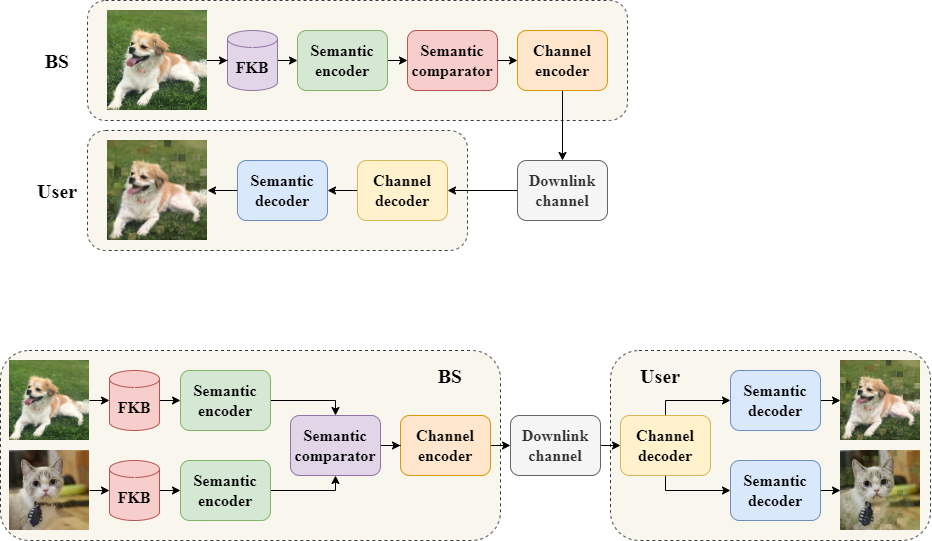 BS
FKB
Semantic
encoder
Semantic
comparator
Channel
encoder
User
Semantic
decoder
Channel
decoder
Downlink
channel
BS
User
FKB
Semantic
encoder
Semantic
comparator
Channel
encoder
Downlink
channel
Channel
decoder
Semantic
decoder
FKB
Semantic
encoder
Semantic
decoder